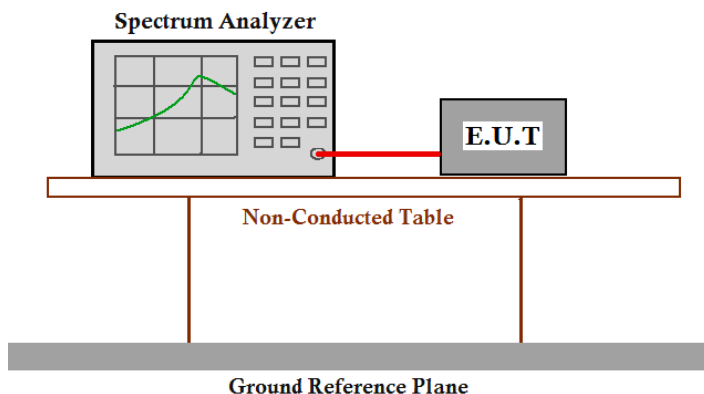 Spectrum Analyzer
E.U.T
Non-Conducted Table
Ground Reference Plane